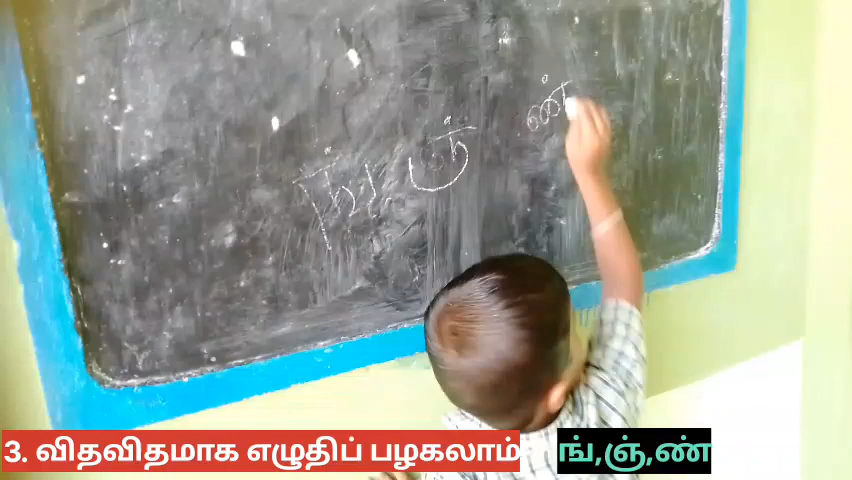 ங் ஞ் ண்
3. விதவிதமாக எழுதிப் பழகலாம் ங்,ஞ்,ண்